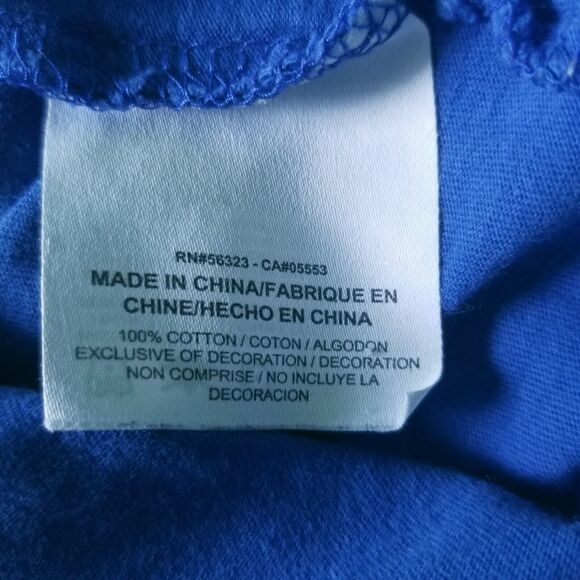 RN#56323 - CA#05553
MADE IN CHINA/FABRIQUE EN
CHINE/HECHO EN CHINA
100% COTTON / COTON / ALGODON
EXCLUSIVE OF DECORATION / DECORATION
NON COMPRISE / NO INCLUYE LA
DECORACION